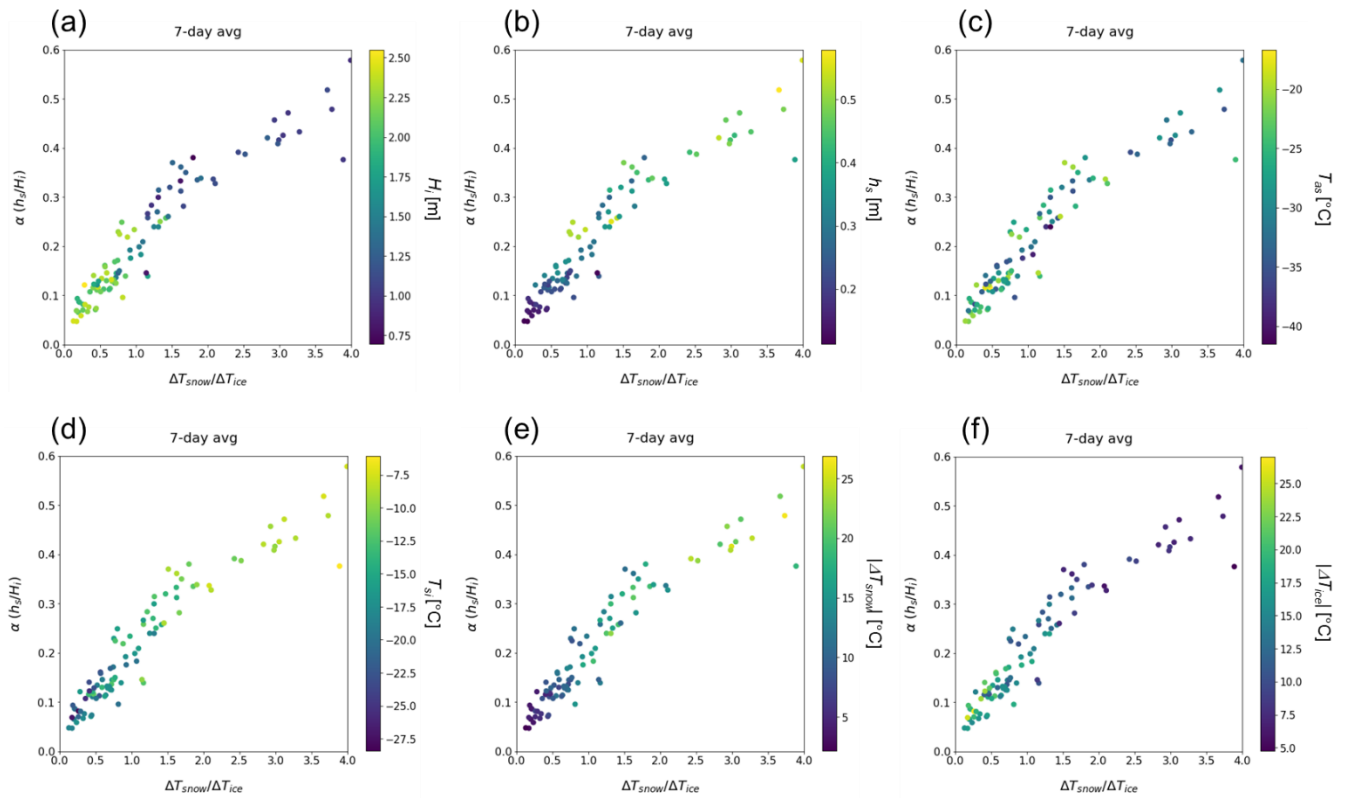 (a)
7-day avg
α (hs/Hi)
0.6
0.5
0.4
0.3
0.2
0.1
0.0
0.0 0.5 1.0 1.5 2.0 2.5 3.0 3.5 4.0
ΔTsnow/ΔTice
2.50
2.25
2.00
1.75
1.50
1.25
1.00
0.75
Hi [m]
(b)
7-day avg
α (hs/Hi)
0.6
0.5
0.4
0.3
0.2
0.1
0.0
0.0 0.5 1.0 1.5 2.0 2.5 3.0 3.5 4.0
ΔTsnow/ΔTice
0.5
0.4
0.3
0.2
hs [m]
(c)
7-day avg
α (hs/Hi)
0.6
0.5
0.4
0.3
0.2
0.1
0.0
0.0 0.5 1.0 1.5 2.0 2.5 3.0 3.5 4.0
ΔTsnow/ΔTice
−20
−25
−30
−35
−40
Tas [°C]
(d)
7-day avg
α (hs/Hi)
0.6
0.5
0.4
0.3
0.2
0.1
0.0
0.0 0.5 1.0 1.5 2.0 2.5 3.0 3.5 4.0
ΔTsnow/ΔTice
−7.5
−10.0
−12.5
−15.0
−17.5
−20.0
−22.5
−25.0
−27.5
Tsi [°C]
(e)
7-day avg
α (hs/Hi)
0.6
0.5
0.4
0.3
0.2
0.1
0.0
0.0 0.5 1.0 1.5 2.0 2.5 3.0 3.5 4.0
ΔTsnow/ΔTice
25
20
15
10
5
|ΔTsnow| [°C]
(f)
7-day avg
α (hs/Hi)
0.6
0.5
0.4
0.3
0.2
0.1
0.0
0.0 0.5 1.0 1.5 2.0 2.5 3.0 3.5 4.0
ΔTsnow/ΔTice
25.0
22.5
20.0
17.5
15.0
12.5
10.0
7.5
5.0
|ΔTice| [°C]